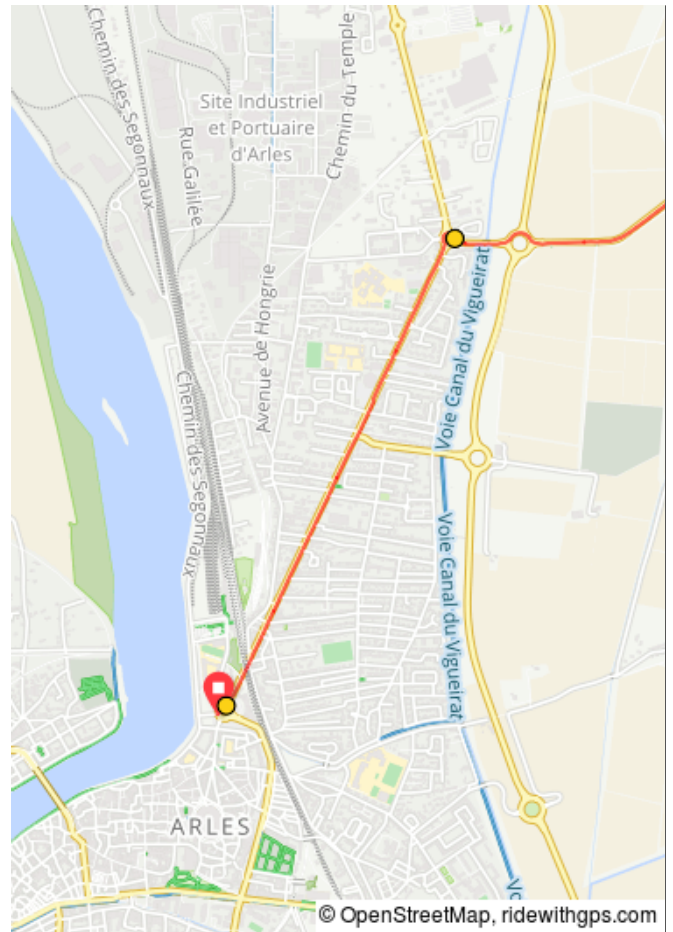 Chemin des Segonnaux
Rue Galilée
Site Industriel
et Portuaire
d'Arles
Chemin du Temple
Avenue de Hongrie
Voie Canal du Vigueirat
Chemin des Segonnaux
Voie Canal du Vigueirat
ARLES
Vo
© OpenStreetMap, ridewithgps.com